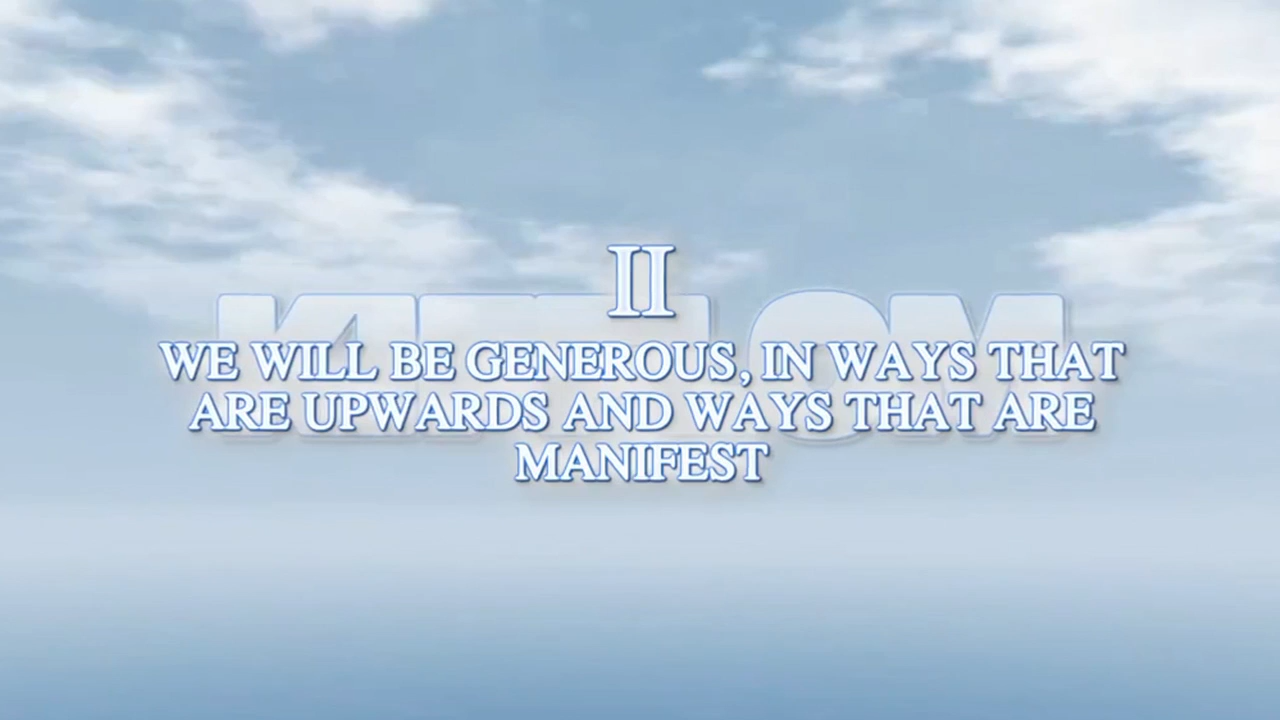 II
WE WILL BE GENEROUS, IN WAYS THAT
ARE UPWARDS AND WAYS THAT ARE
MANIFEST